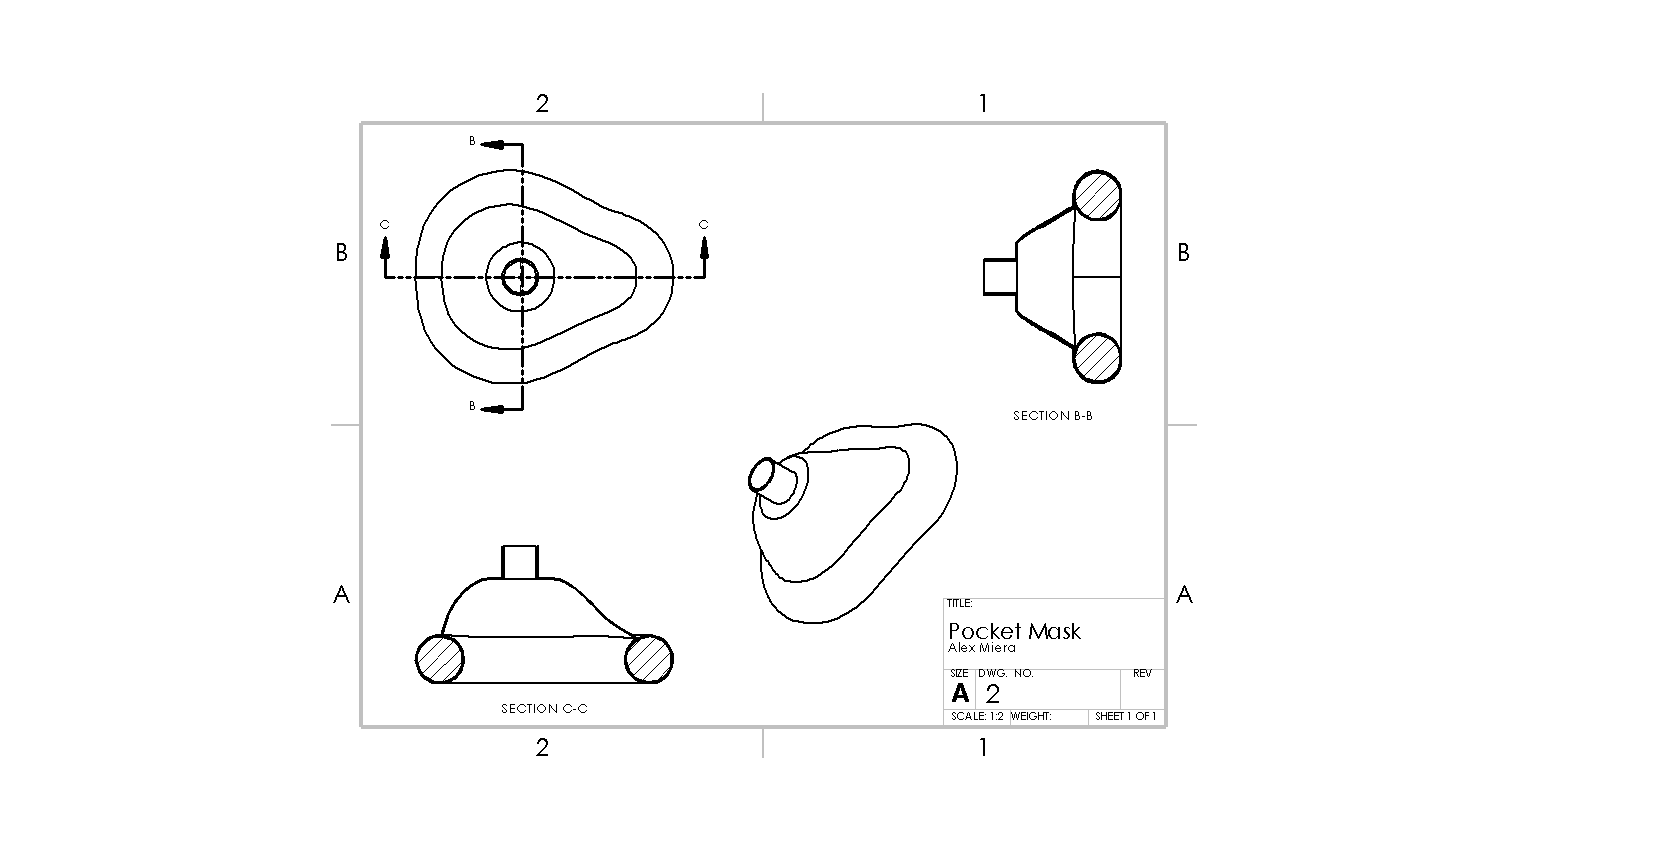 2 1
B
C C
B B
B
SECTION B-B
A A
SECTION C-C
TITLE:
Pocket Mask
Alex Miera
SIZE DWG. NO. REV
A 2
SCALE: 1:2 WEIGHT: SHEET 1 OF 1
2 1